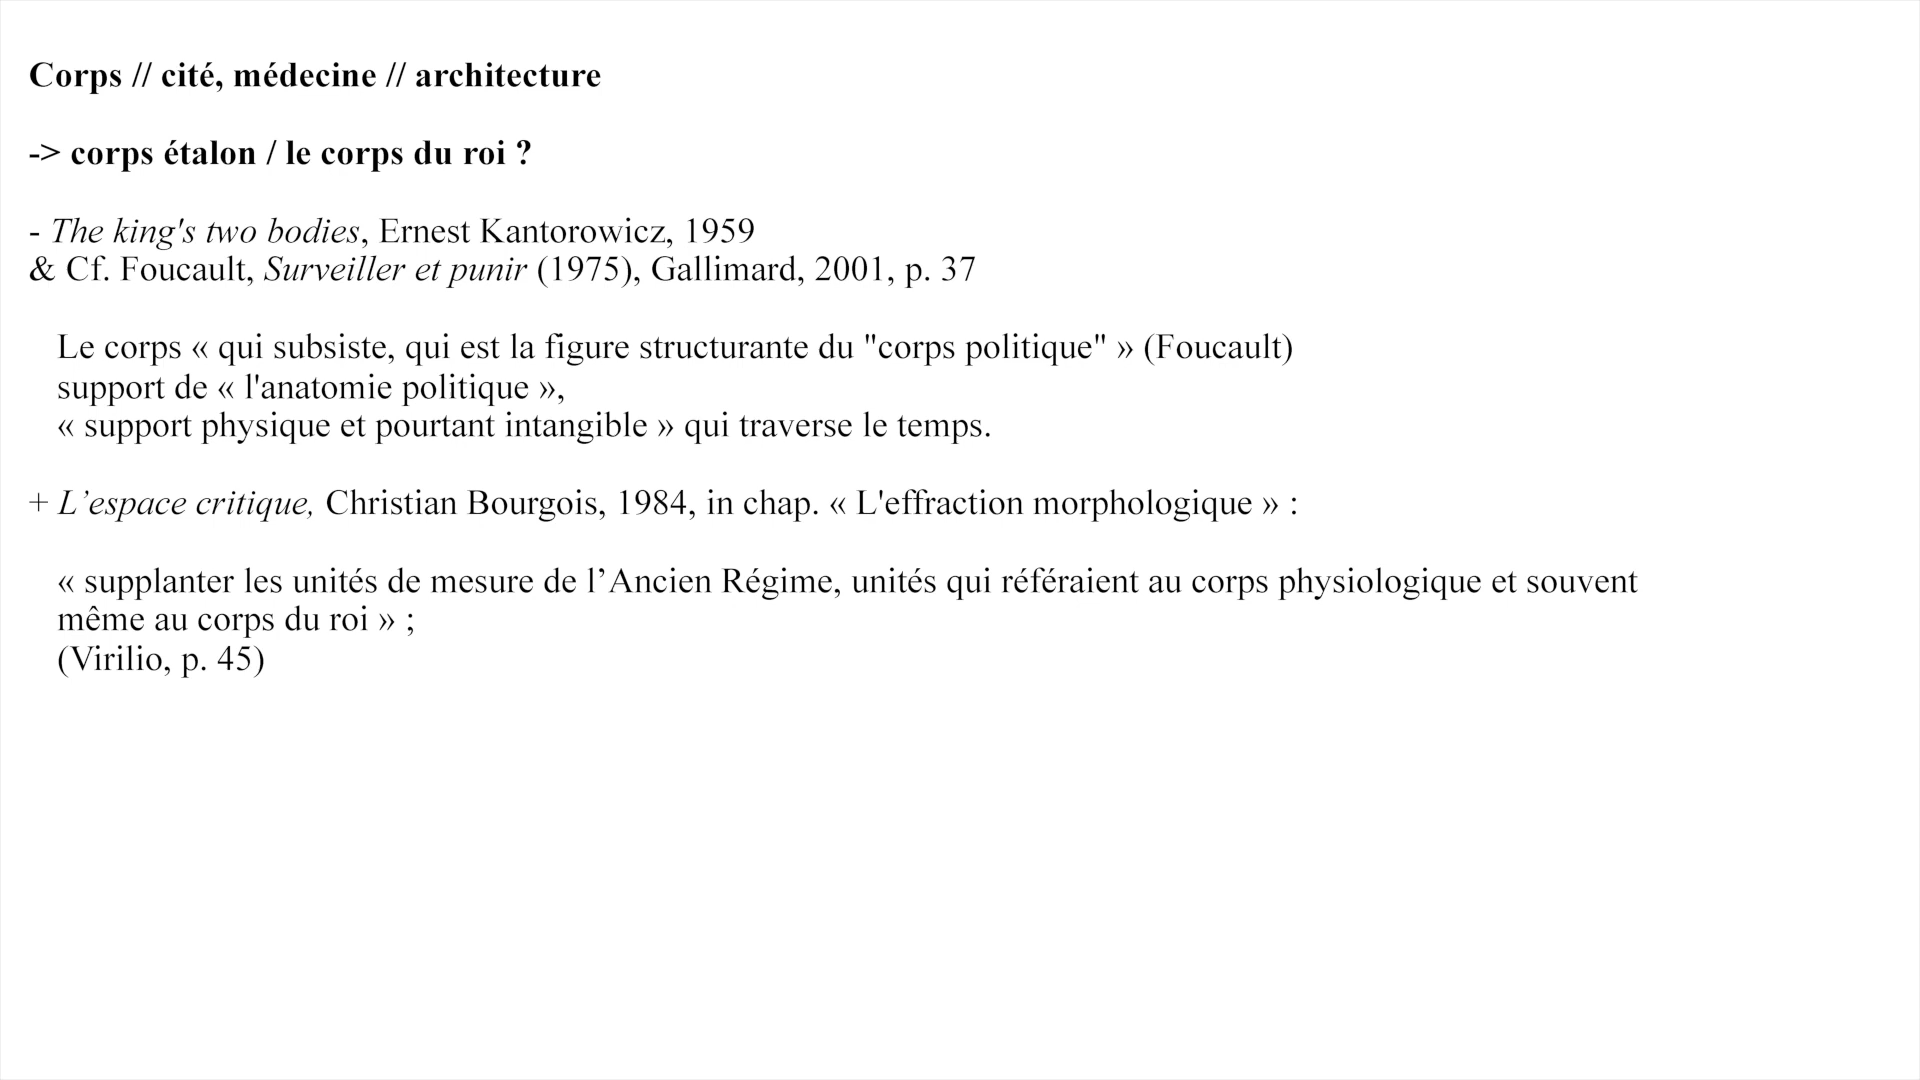 Corps // cité, médecine // architecture
-> corps étalon / le corps du roi ?
- The king's two bodies, Ernest Kantorowicz, 1959
& Cf. Foucault, Surveiller et punir (1975), Gallimard, 2001, p. 37
Le corps « qui subsiste, qui est la figure structurante du "corps politique" » (Foucault)
support de « l'anatomie politique »,
« support physique et pourtant intangible » qui traverse le temps.
+ L’espace critique, Christian Bourgois, 1984, in chap. « L'effraction morphologique » :
« supplanter les unités de mesure de l’Ancien Régime, unités qui référaient au corps physiologique et souvent
même au corps du roi » ;
(Virilio, p. 45)